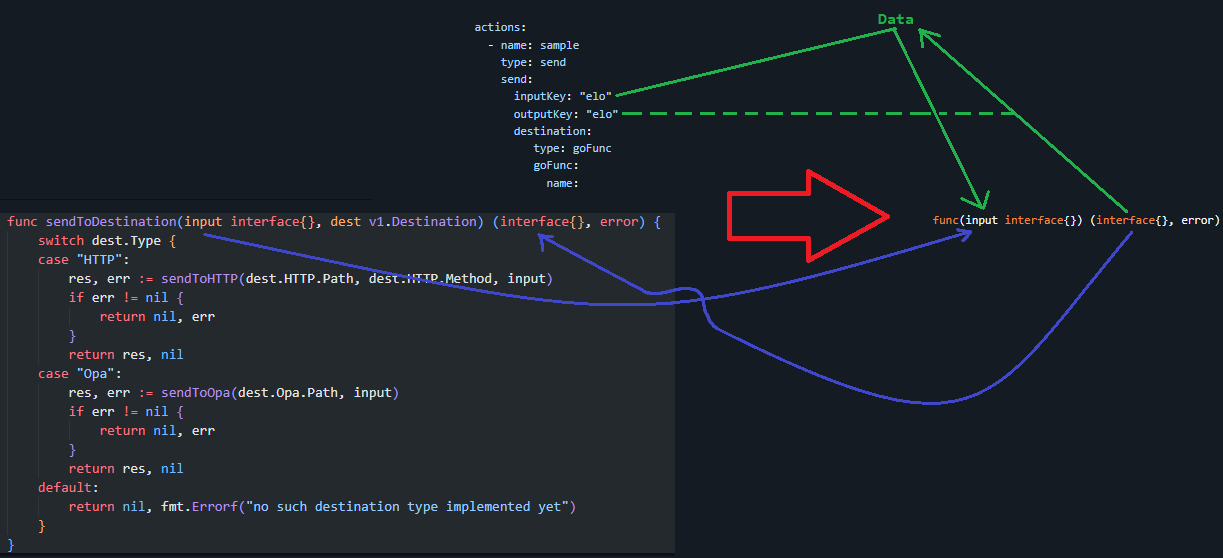 Data
actions:
  - name: sample
    type: send
    send:
      inputKey: "elo"
      outputKey: "elo"
      destination:
         type: goFunc
         goFunc:
           name:
func(input interface{}) (interface{}, error)
func sendToDestination(input interface{}, dest v1.Destination) (interface{}, error) {
    switch dest.Type {
    case "HTTP":
        res, err := sendToHTTP(dest.HTTP.Path, dest.HTTP.Method, input)
        if err != nil {
            return nil, err
        }
        return res, nil
    case "Opa":
        res, err := sendToOpa(dest.Opa.Path, input)
        if err != nil {
            return nil, err
        }
        return res, nil
    default:
        return nil, fmt.Errorf("no such destination type implemented yet")
    }
}